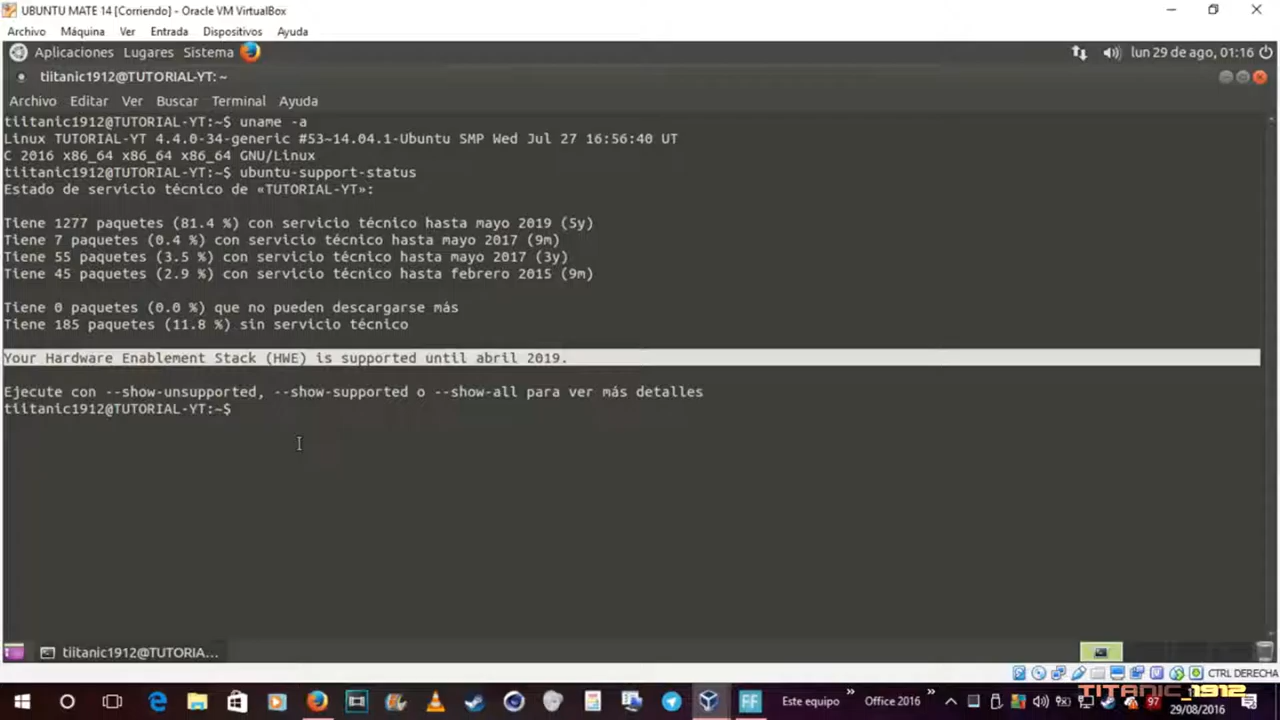 UBUNTU MATE 14 [Corriendo] - Oracle VM VirtualBox
Archivo Máquina Ver Entrada Dispositivos Ayuda
Aplicaciones Lugares Sistema lun 29 de ago, 01:16
tiitanic1912@TUTORIAL-YT: ~
Archivo Editar Ver Buscar Terminal Ayuda
tiitanic1912@TUTORIAL-YT:~$ uname -a
Linux TUTORIAL-YT 4.4.0-34-generic #53~14.04.1-Ubuntu SMP Wed Jul 27 16:56:40 UT
C 2016 x86_64 x86_64 x86_64 GNU/Linux
tiitanic1912@TUTORIAL-YT:~$ ubuntu-support-status
Estado de servicio técnico de «TUTORIAL-YT»:
Tiene 1277 paquetes (81.4 %) con servicio técnico hasta mayo 2019 (5y)
Tiene 7 paquetes (0.4 %) con servicio técnico hasta mayo 2017 (9m)
Tiene 55 paquetes (3.5 %) con servicio técnico hasta mayo 2017 (3y)
Tiene 45 paquetes (2.9 %) con servicio técnico hasta febrero 2015 (9m)
Tiene 0 paquetes (0.0 %) que no pueden descargarse más
Tiene 185 paquetes (11.8 %) sin servicio técnico
Your Hardware Enablement Stack (HWE) is supported until abril 2019.
Ejecute con --show-unsupported, --show-supported o --show-all para ver más detalles
tiitanic1912@TUTORIAL-YT:~$
tiitanic1912@TUTORIA...
CTRL DERECHA
TITANIC_1912
FF Este equipo » Office 2016 » 97
29/08/2016